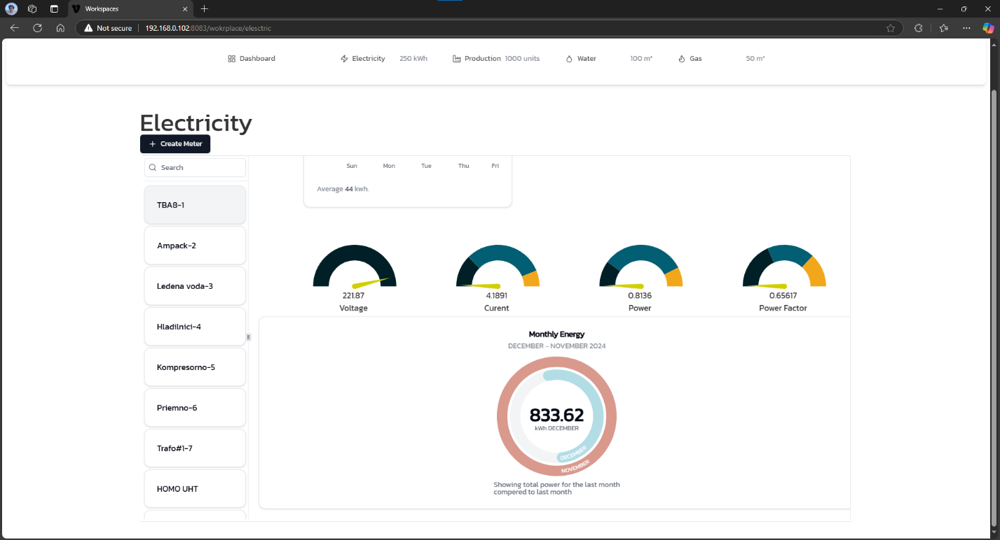 Workspaces
Not secure
192.168.0.102:8083/wokrplace/elesctric
Dashboard
Electricity 250 kWh
Production 1000 units
Water 100 m³
Gas 50 m³
Electricity
+ Create Meter
Search
TBA8-1
Ampack-2
Ledena voda-3
Hladilnici-4
Kompresorno-5
Priemno-6
Trafo#1-7
HOMO UHT
Sun Mon Tue Thu Fri
Average 44 kwh.
221.87
Voltage
4.1891
Curent
0.8136
Power
0.65617
Power Factor
Monthly Energy
DECEMBER - NOVEMBER 2024
833.62
kWh DECEMBER
DECEMBER
NOVEMBER
Showing total power for the last month
compered to last month